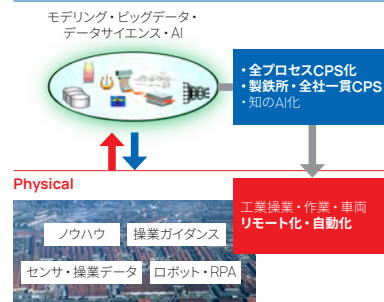 モデリング・ビッグデータ・
データサイエンス・AI
・全プロセスCPS化
・製鉄所・全社一貫CPS
・知のAI化
Physical
工業操業・作業・車両
リモート化・自動化
ノウハウ
操業ガイダンス
センサ・操業データ
ロボット・RPA